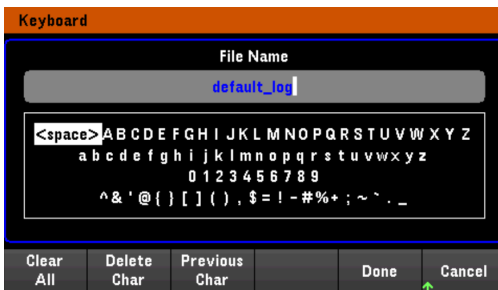 Keyboard
File Name
default_log
<space> A B C D E F G H I J K L M N O P Q R S T U V W X Y Z
a b c d e f g h i j k l m n o p q r s t u v w x y z
0 1 2 3 4 5 6 7 8 9
^ & ' @ { } [ ] ( ) , $ = ! - # % + ; ~ ` . _
Clear All
Delete Char
Previous Char
Done
Cancel